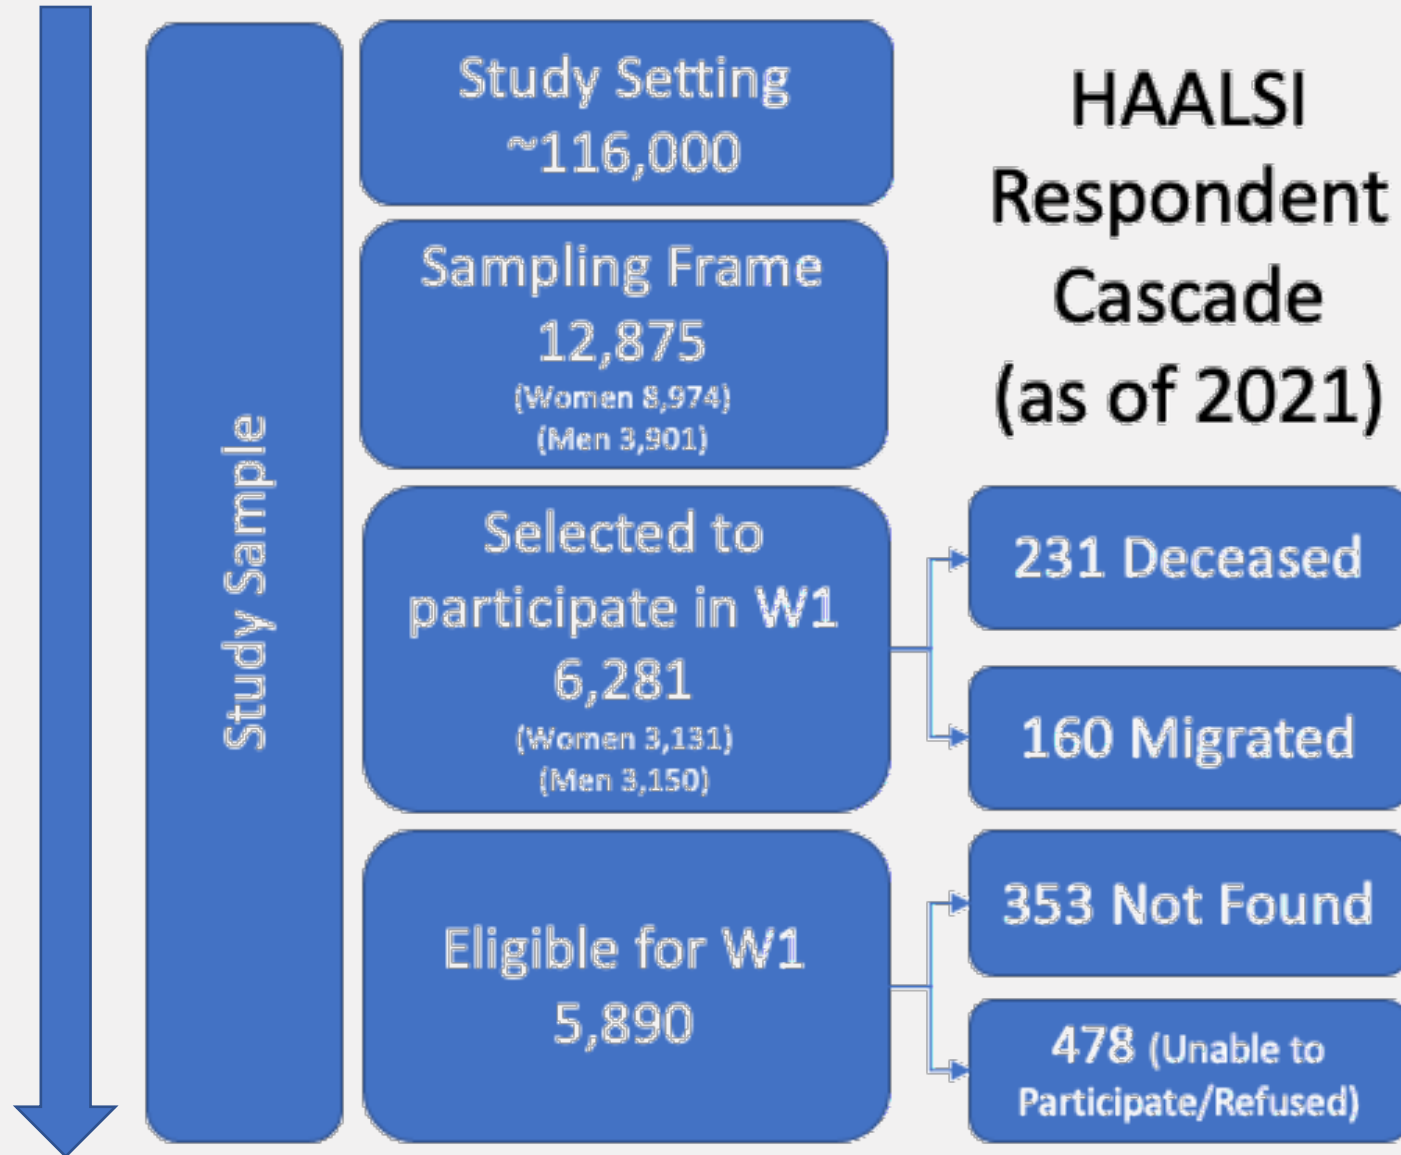 Study Sample
Study Setting
~116,000
Sampling Frame
12,875
(Women 8,974)
(Men 3,901)
Selected to
participate in W1
6,281
(Women 3,131)
(Men 3,150)
Eligible for W1
5,890
HAALSI
Respondent
Cascade
(as of 2021)
231 Deceased
160 Migrated
353 Not Found
478 (Unable to
Participate/Refused)